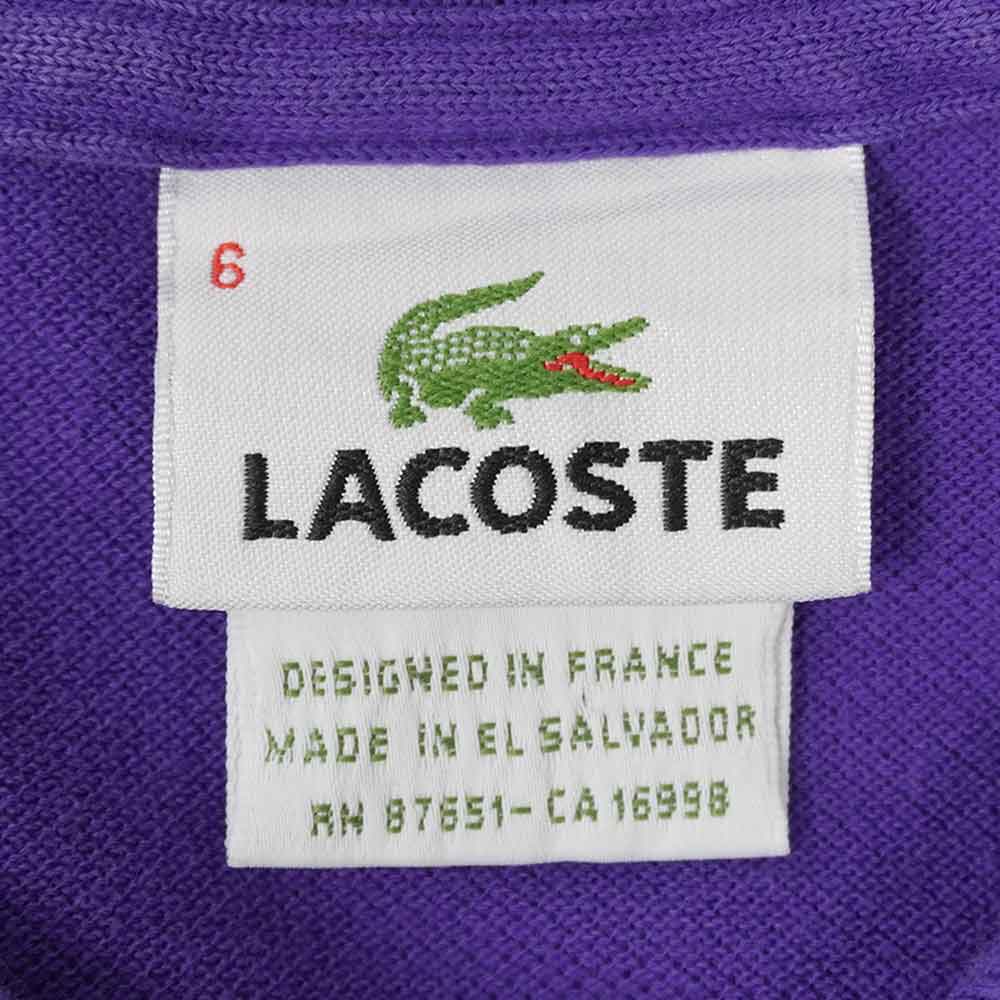 6
LACOSTE
DESIGNED IN FRANCE
MADE IN EL SALVADOR
RN 87651-CA 16998